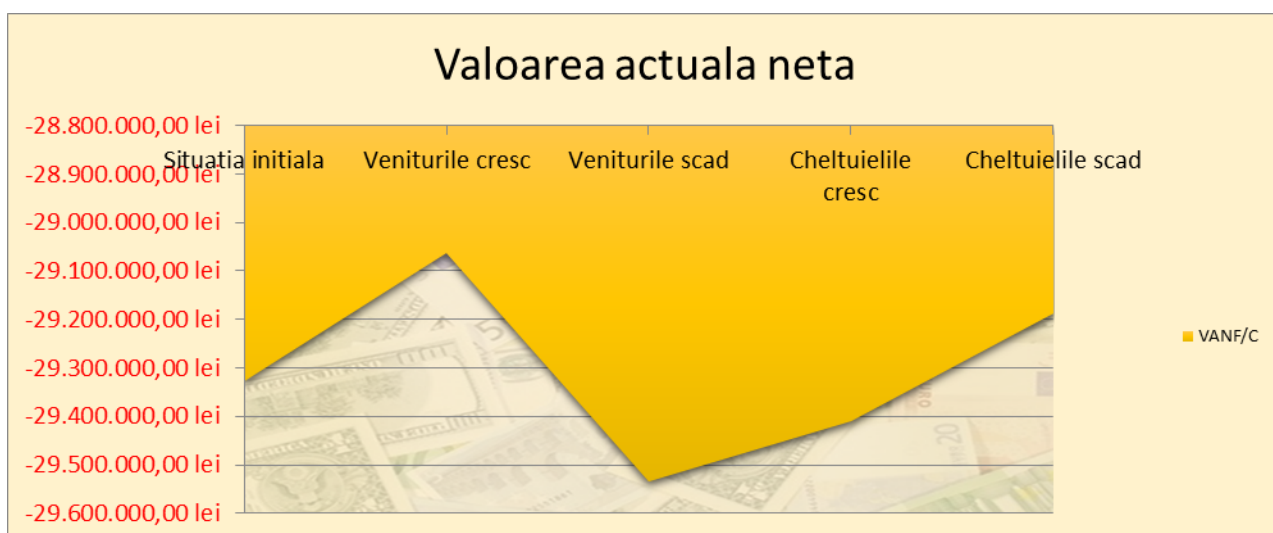 Valoarea actuala neta
-28.800.000,00 lei
Situatia initiala Veniturile cresc Veniturile scad Cheltuielile cresc Cheltuielile scad
-28.900.000,00 lei
-29.000.000,00 lei
-29.100.000,00 lei
-29.200.000,00 lei
-29.300.000,00 lei
-29.400.000,00 lei
-29.500.000,00 lei
-29.600.000,00 lei
VANF/C